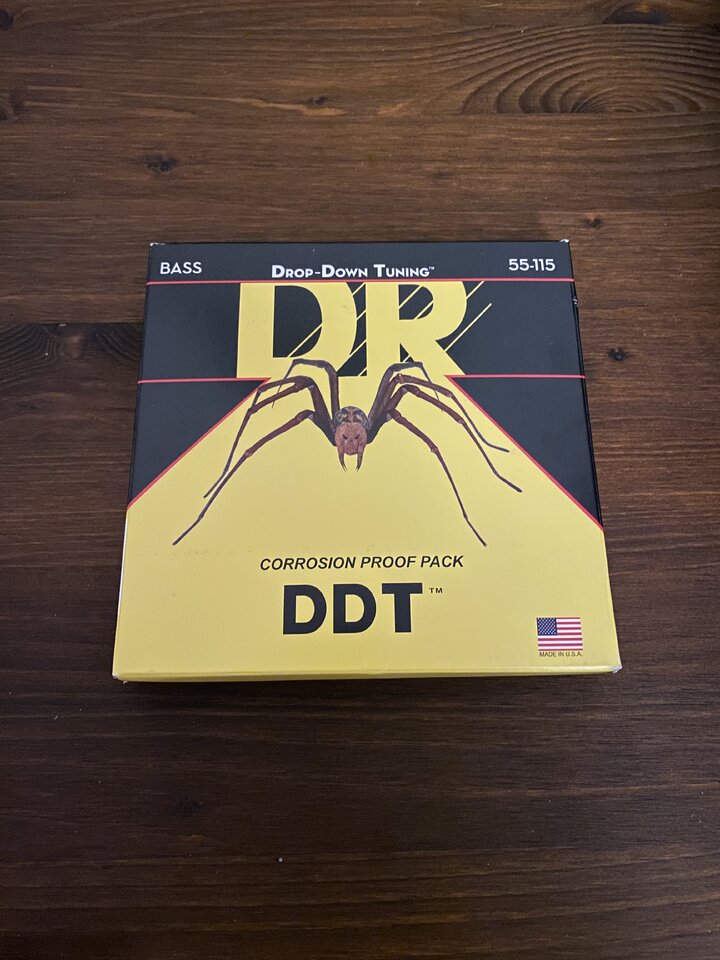 BASS
DROP-DOWN TUNING™
55-115
DR
CORROSION PROOF PACK
DDT™
MADE IN U.S.A.